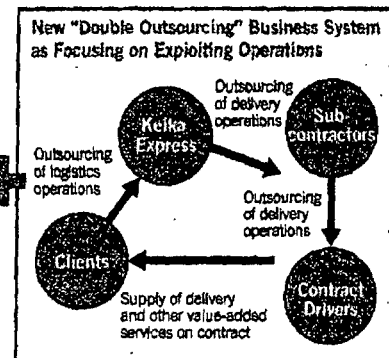 New "Double Outsourcing" Business System
as Focusing on Exploiting Operations
Outsourcing
of delivery
operations
Sub
contractors
Keika
Express
Outsourcing
of logistics
operations
Outsourcing
of delivery
operations
Clients
Contract
Drivers
Supply of delivery
and other value-added
services on contract